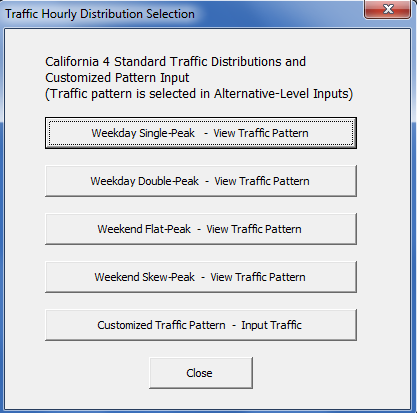 Traffic Hourly Distribution Selection
California 4 Standard Traffic Distributions and
Customized Pattern Input
(Traffic pattern is selected in Alternative-Level Inputs)
Weekday Single-Peak - View Traffic Pattern
Weekday Double-Peak - View Traffic Pattern
Weekend Flat-Peak - View Traffic Pattern
Weekend Skew-Peak - View Traffic Pattern
Customized Traffic Pattern - Input Traffic
Close